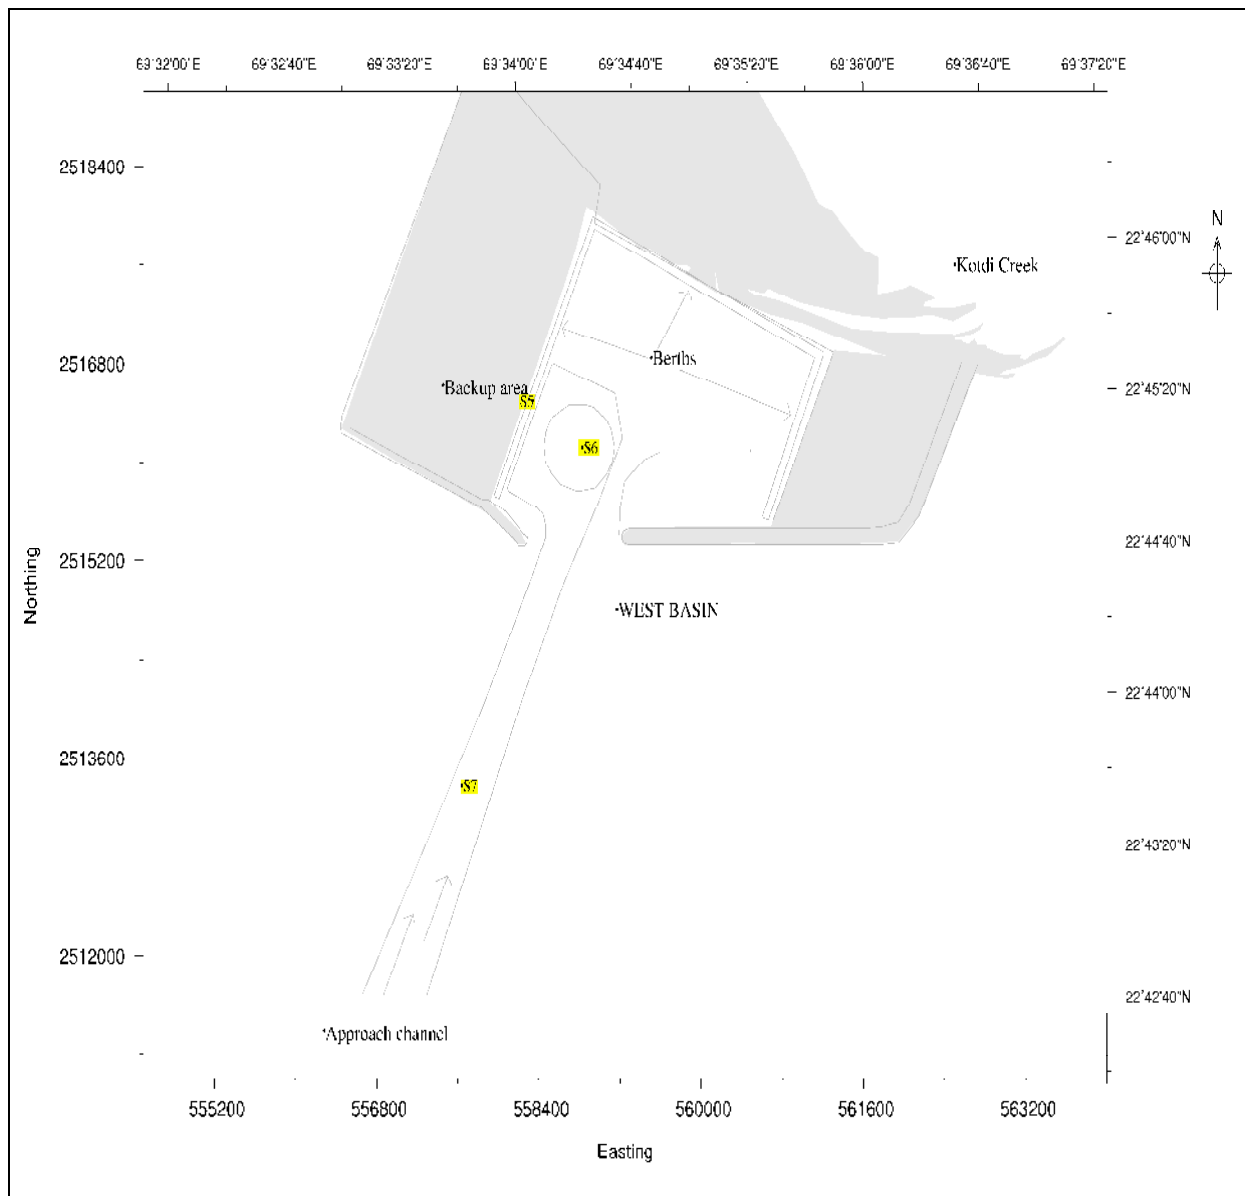 69°32'00"E 69°32'40"E 69°33'20"E 69°34'00"E 69°34'40"E 69°35'20"E 69°36'00"E 69°36'40"E 69°37'20"E
2518400
N
22°46'00"N
Kotdi Creek
2516800
Berths
Backup area
22°45'20"N
S5
S6
22°44'40"N
2515200
Northing
WEST BASIN
22°44'00"N
2513600
S7
22°43'20"N
2512000
22°42'40"N
Approach channel
555200 556800 558400 560000 561600 563200
Easting